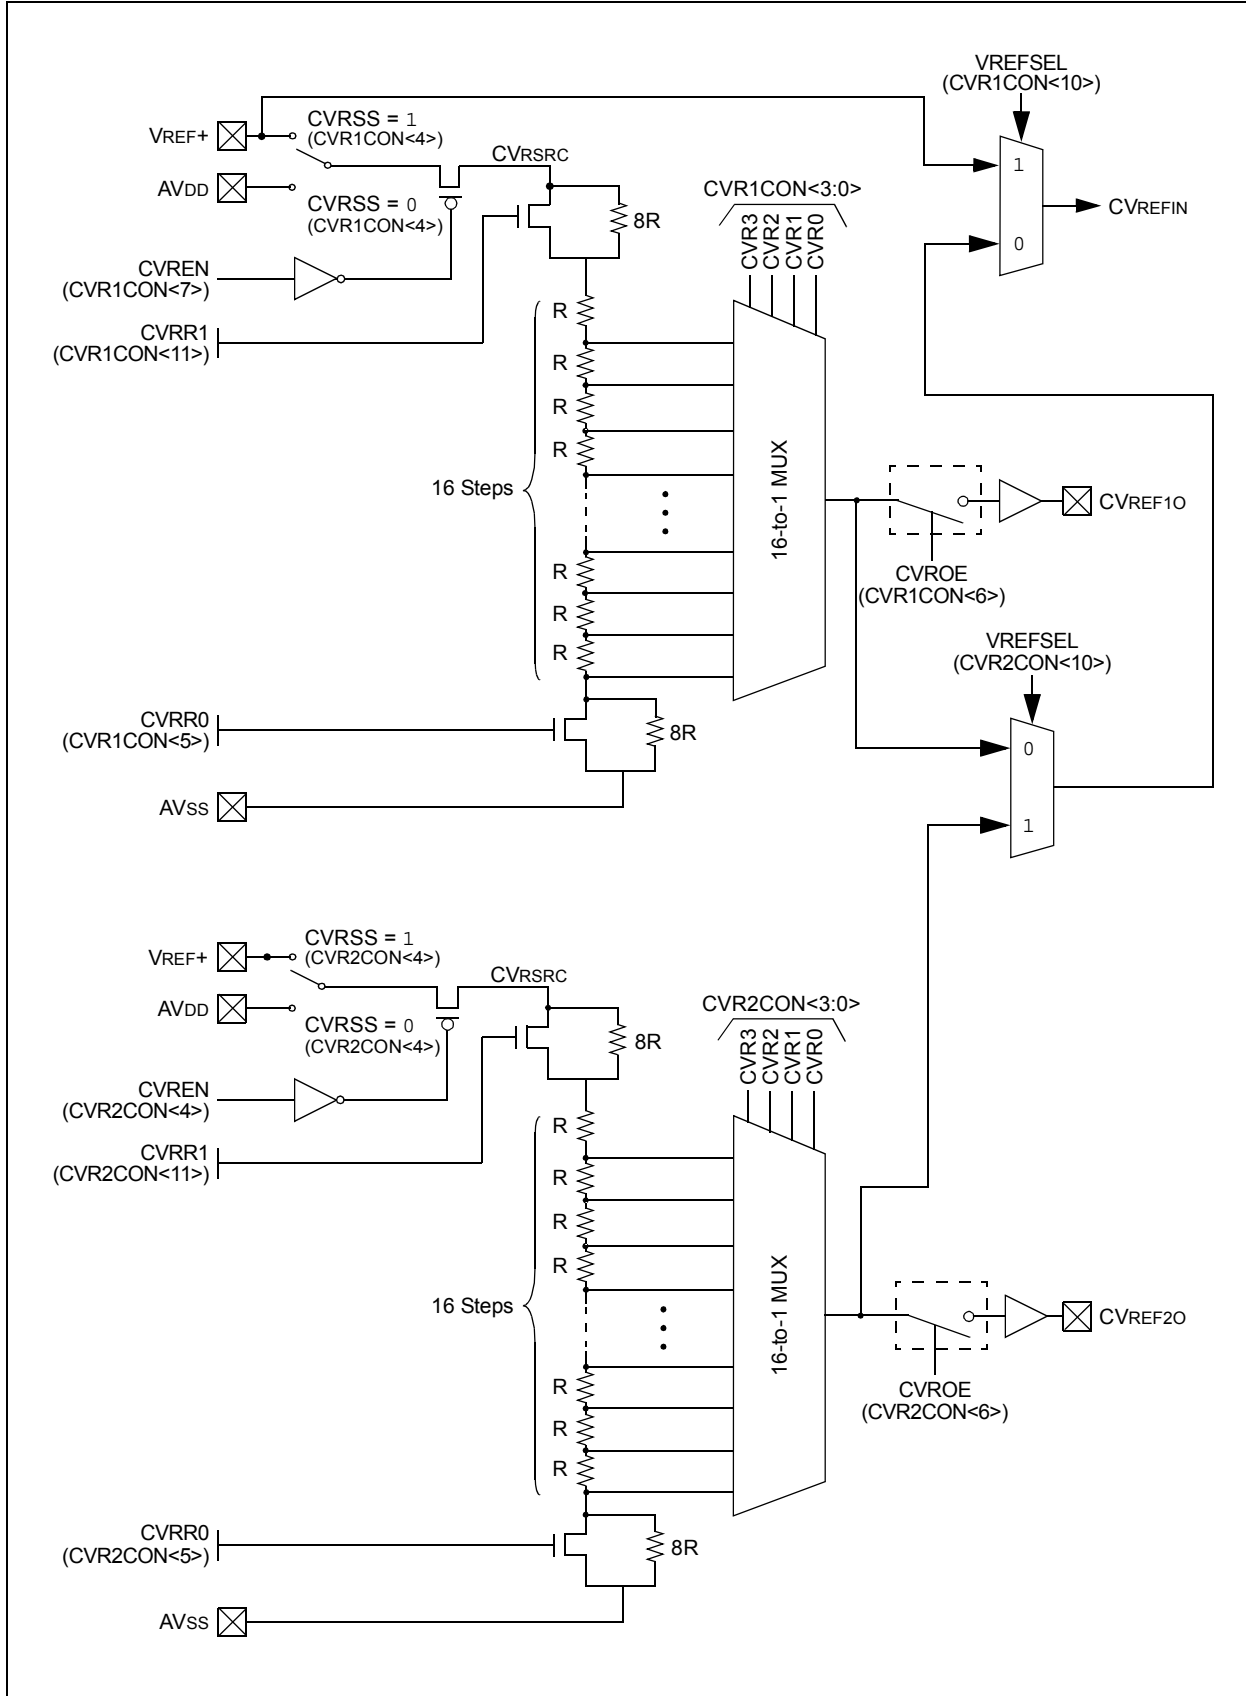 VREFSEL
(CVR1CON<10>)
VREF+
CVRSS = 1
(CVR1CON<4>)
CVRSRC
AVDD
CVRSS = 0
(CVR1CON<4>)
8R
CVR1CON<3:0>
CVR3
CVR2
CVR1
CVR0
1
0
CVREFIN
CVREN
(CVR1CON<7>)
CVRR1
(CVR1CON<11>)
R
R
R
R
16 Steps
R
R
R
16-to-1 MUX
CVREF1O
CVROE
(CVR1CON<6>)
VREFSEL
(CVR2CON<10>)
0
1
CVRR0
(CVR1CON<5>)
8R
AVSS
VREF+
CVRSS = 1
(CVR2CON<4>)
CVRSRC
AVDD
CVRSS = 0
(CVR2CON<4>)
8R
CVR2CON<3:0>
CVR3
CVR2
CVR1
CVR0
CVREN
(CVR2CON<4>)
CVRR1
(CVR2CON<11>)
R
R
R
R
16 Steps
R
R
R
16-to-1 MUX
CVREF2O
CVROE
(CVR2CON<6>)
CVRR0
(CVR2CON<5>)
8R
AVSS